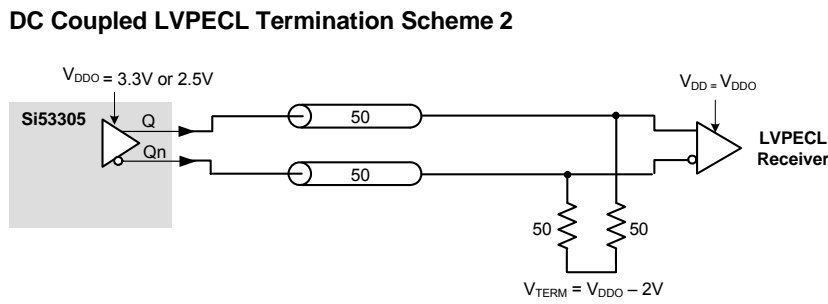 DC Coupled LVPECL Termination Scheme 2
VDDO = 3.3V or 2.5V
VDD = VDDO
Si53305
Q
50
Qn
50
LVPECL
Receiver
50
50
VTERM = VDDO – 2V